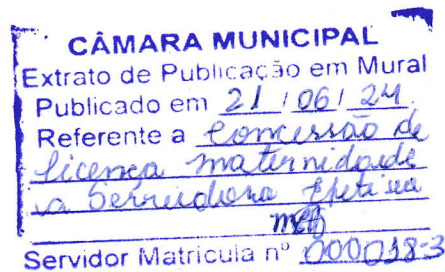 CÂMARA MUNICIPAL
Extrato de Publicação em Mural
Publicado em 21/06/24
Referente a Concessão de
licença maternidade
a Servidora Efetiva
Servidor Matrícula nº 000018-3